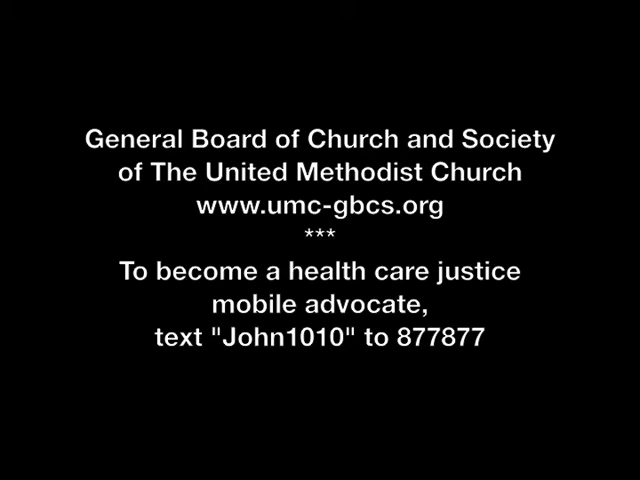 General Board of Church and Society
of The United Methodist Church
www.umc-gbcs.org
***
To become a health care justice
mobile advocate,
text "John1010" to 877877